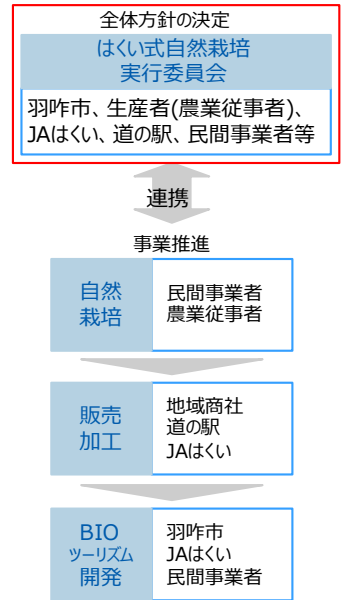 全体方針の決定
はくい式自然栽培
実行委員会
羽咋市、生産者(農業従事者)、
JAはくい、道の駅、民間事業者等
連携
事業推進
自然
栽培
民間事業者
農業従事者
販売
加工
地域商社
道の駅
JAはくい
BIO
ツーリズム
開発
羽咋市
JAはくい
民間事業者